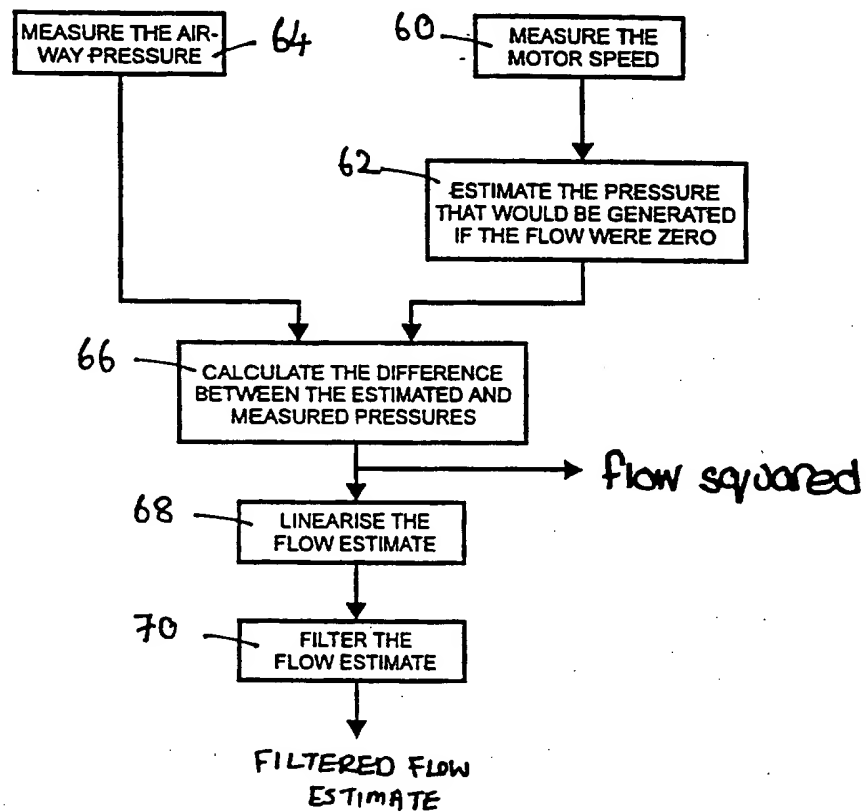 MEASURE THE AIR-
WAY PRESSURE
64
60
MEASURE THE
MOTOR SPEED
62
ESTIMATE THE PRESSURE
THAT WOULD BE GENERATED
IF THE FLOW WERE ZERO
66
CALCULATE THE DIFFERENCE
BETWEEN THE ESTIMATED AND
MEASURED PRESSURES
flow squared
68
LINEARISE THE
FLOW ESTIMATE
70
FILTER THE
FLOW ESTIMATE
FILTERED FLOW
ESTIMATE